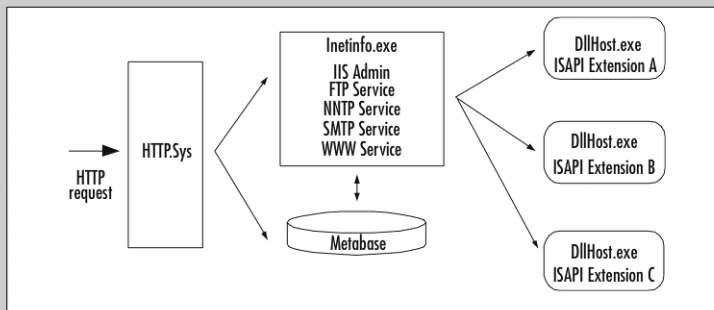 HTTP
request
HTTP.Sys
Inetinfo.exe
IIS Admin
FTP Service
NNTP Service
SMTP Service
WWW Service
Metabase
DllHost.exe
ISAPI Extension A
DllHost.exe
ISAPI Extension B
DllHost.exe
ISAPI Extension C